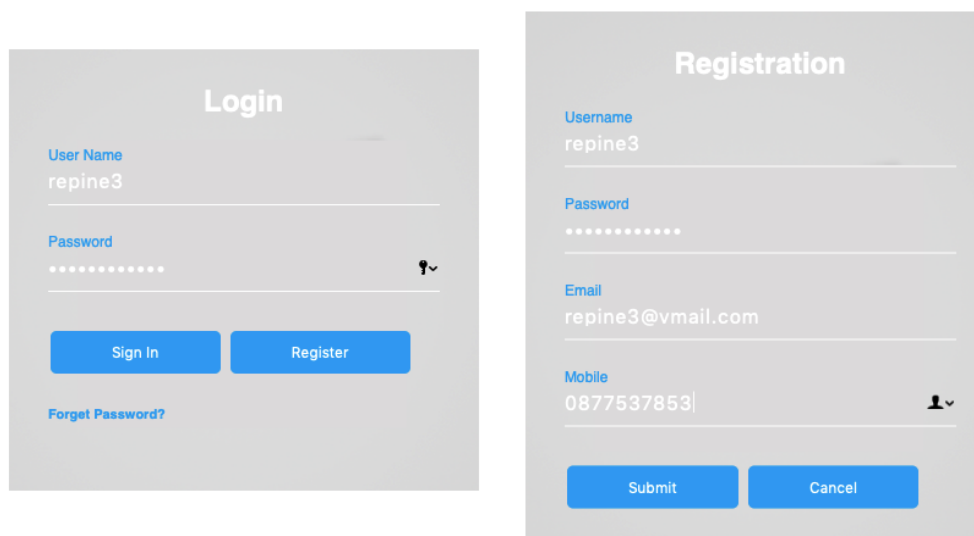 Login
User Name
repine3
Password
••••••••••••
Sign In
Register
Forget Password?
Registration
Username
repine3
Password
••••••••••••
Email
repine3@vmail.com
Mobile
0877537853
Submit
Cancel